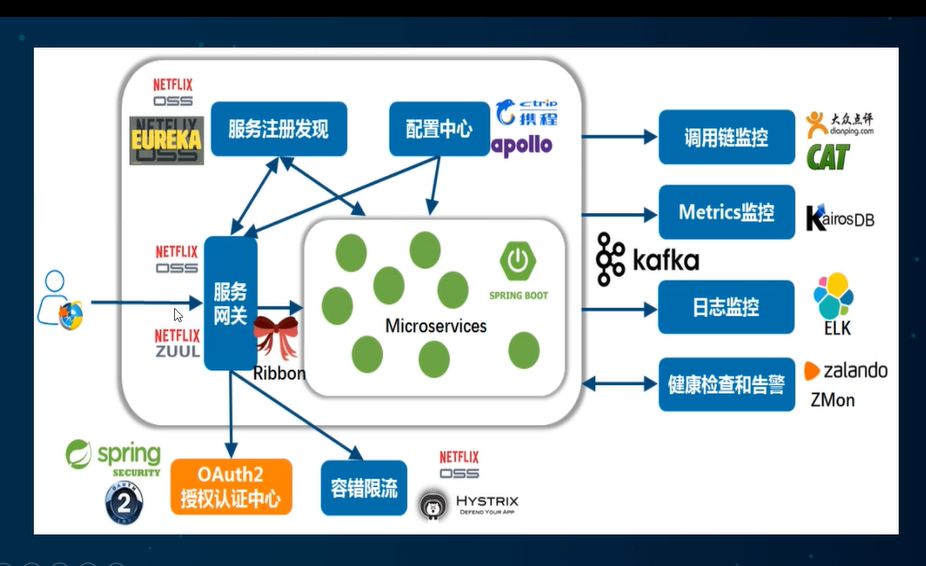 NETFLIX
OSS
NETFLIX
EUREKA
OSS
服务注册发现
配置中心
ctrip
携程
apollo
调用链监控
大众点评
dianping.com
CAT
Metrics监控
KairosDB
NETFLIX
OSS
服务
网关
NETFLIX
ZUUL
Ribbon
SPRING BOOT
Microservices
kafka
日志监控
ELK
健康检查和告警
zalando
ZMon
spring
SECURITY
OAUTH
2
OAuth2
授权认证中心
容错限流
NETFLIX
OSS
HYSTRIX
DEFEND YOUR APP